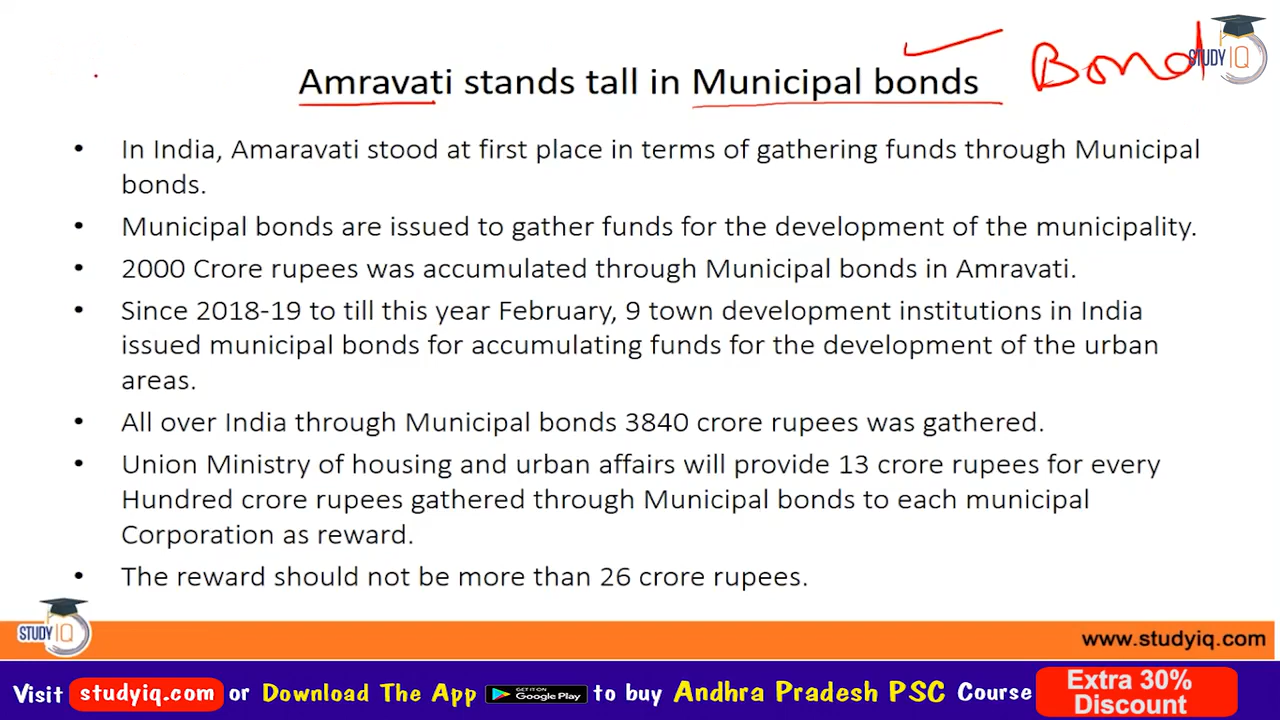 Amravati stands tall in Municipal bonds
Bond
STUDY IQ
• In India, Amaravati stood at first place in terms of gathering funds through Municipal
bonds.
• Municipal bonds are issued to gather funds for the development of the municipality.
• 2000 Crore rupees was accumulated through Municipal bonds in Amravati.
• Since 2018-19 to till this year February, 9 town development institutions in India
issued municipal bonds for accumulating funds for the development of the urban
areas.
• All over India through Municipal bonds 3840 crore rupees was gathered.
• Union Ministry of housing and urban affairs will provide 13 crore rupees for every
Hundred crore rupees gathered through Municipal bonds to each municipal
Corporation as reward.
• The reward should not be more than 26 crore rupees.
STUDY IQ
www.studyiq.com
Visit studyiq.com or Download The App GET IT ON Google Play to buy Andhra Pradesh PSC Course
Extra 30%
Discount